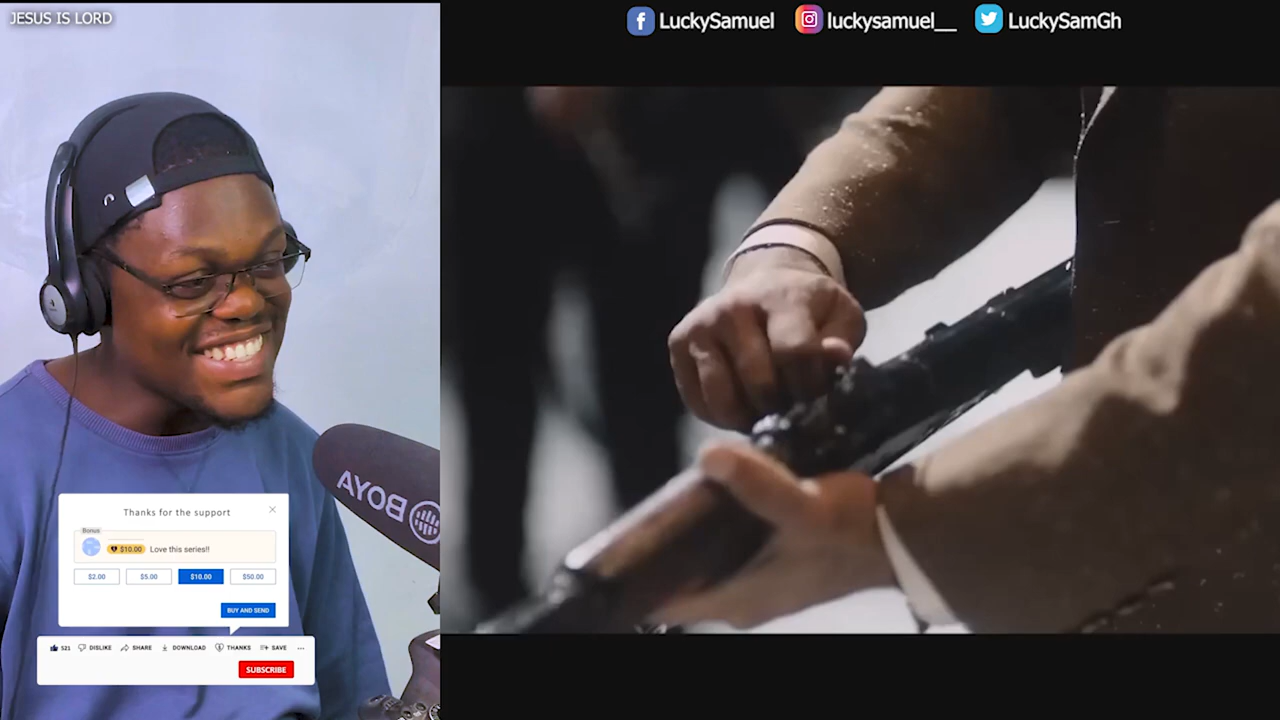 JESUS IS LORD
LuckySamuel
luckysamuel__
LuckySamGh
BOYA
Thanks for the support
Bonus
$10.00 Love this series!!
$2.00
$5.00
$10.00
$50.00
BUY AND SEND
521
DISLIKE
SHARE
DOWNLOAD
THANKS
SAVE
SUBSCRIBE